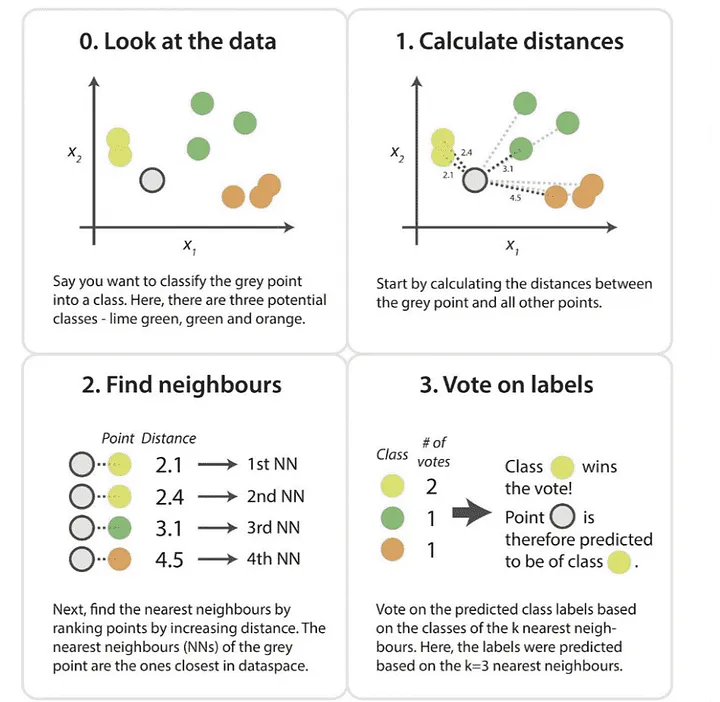 0. Look at the data
x2
x1
Say you want to classify the grey point
into a class. Here, there are three potential
classes - lime green, green and orange.
1. Calculate distances
x2
2.4
2.1
3.1
4.5
x1
Start by calculating the distances between
the grey point and all other points.
2. Find neighbours
Point Distance
2.1 1st NN
2.4 2nd NN
3.1 3rd NN
4.5 4th NN
Next, find the nearest neighbours by
ranking points by increasing distance. The
nearest neighbours (NNs) of the grey
point are the ones closest in dataspace.
3. Vote on labels
Class # of
votes
2
1
1
Class wins
the vote!
Point is
therefore predicted
to be of class .
Vote on the predicted class labels based
on the classes of the k nearest neigh-
bours. Here, the labels were predicted
based on the k=3 nearest neighbours.